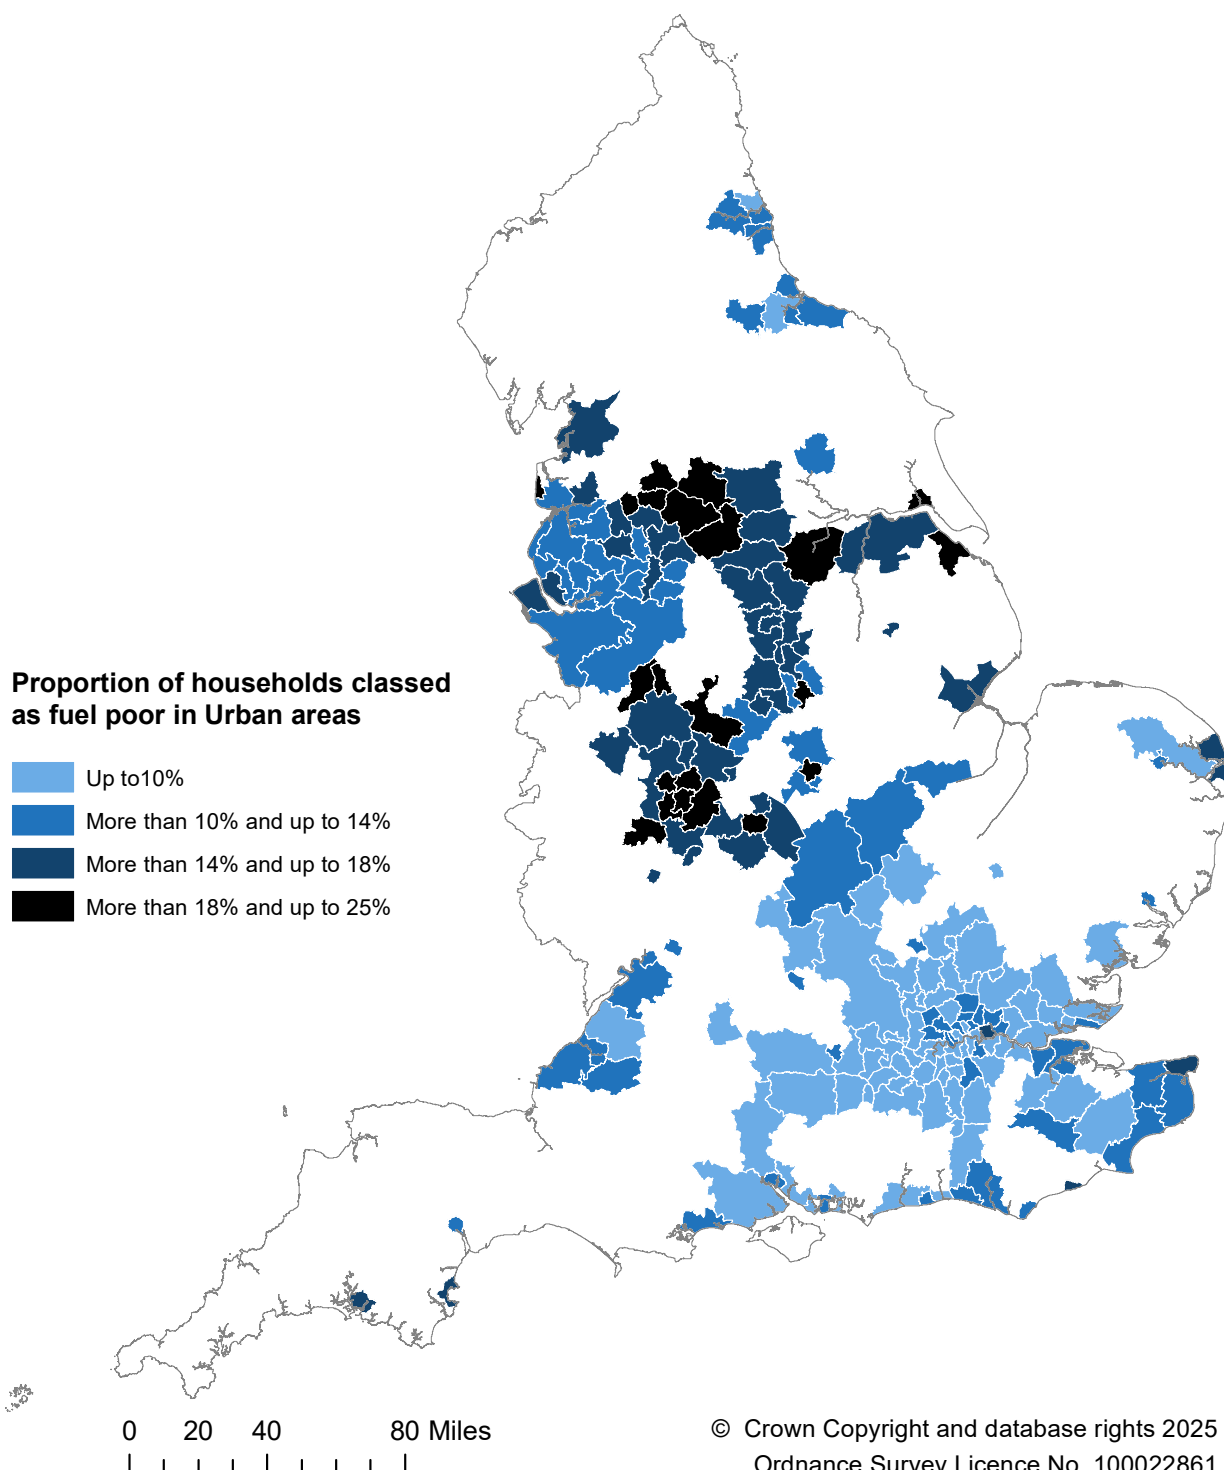 Proportion of households classed
as fuel poor in Urban areas
Up to10%
More than 10% and up to 14%
More than 14% and up to 18%
More than 18% and up to 25%
0 20 40 80 Miles
© Crown Copyright and database rights 2025
Ordnance Survey Licence No. 100022861